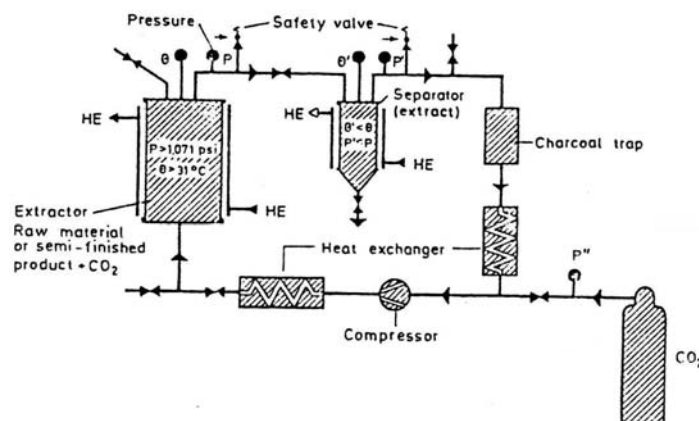 Pressure
Safety valve
θ
P
θ'
P'
Separator
(extract)
HE
HE
θ'<θ
P'<P
P>1,071 psi
θ>31°C
Charcoal trap
HE
HE
Extractor
Raw material
or semi-finished
product+CO₂
Heat exchanger
P"
Compressor
CO₂